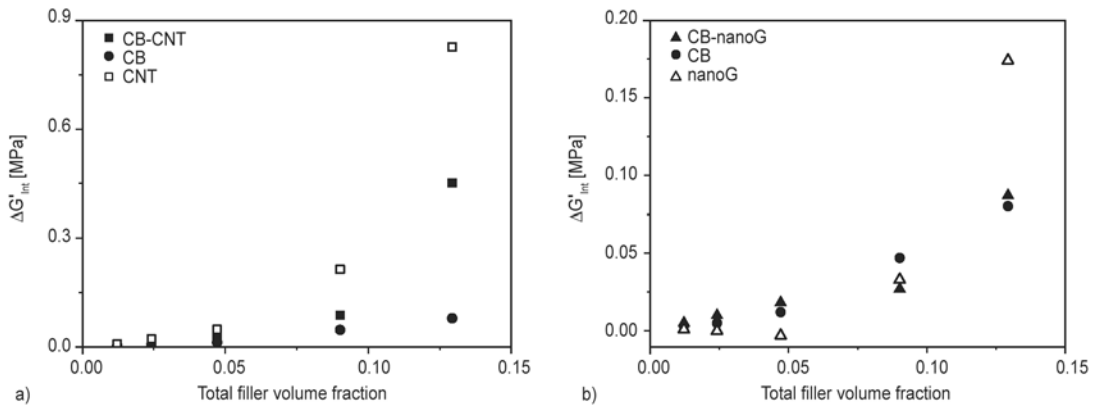 0.9
0.6
0.3
0.0
0.00
0.05
0.10
0.15
ΔG'Int [MPa]
CB-CNT
CB
CNT
Total filler volume fraction
a)
0.20
0.15
0.10
0.05
0.00
0.00
0.05
0.10
0.15
ΔG'Int [MPa]
CB-nanoG
CB
nanoG
Total filler volume fraction
b)